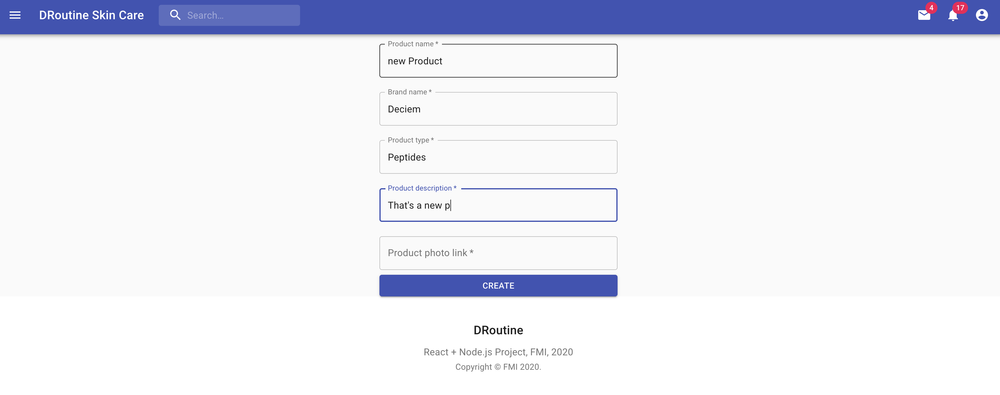 DRoutine Skin Care
Search...
4
17
Product name *
new Product
Brand name *
Deciem
Product type *
Peptides
Product description *
That's a new p
Product photo link *
CREATE
DRoutine
React + Node.js Project, FMI, 2020
Copyright © FMI 2020.